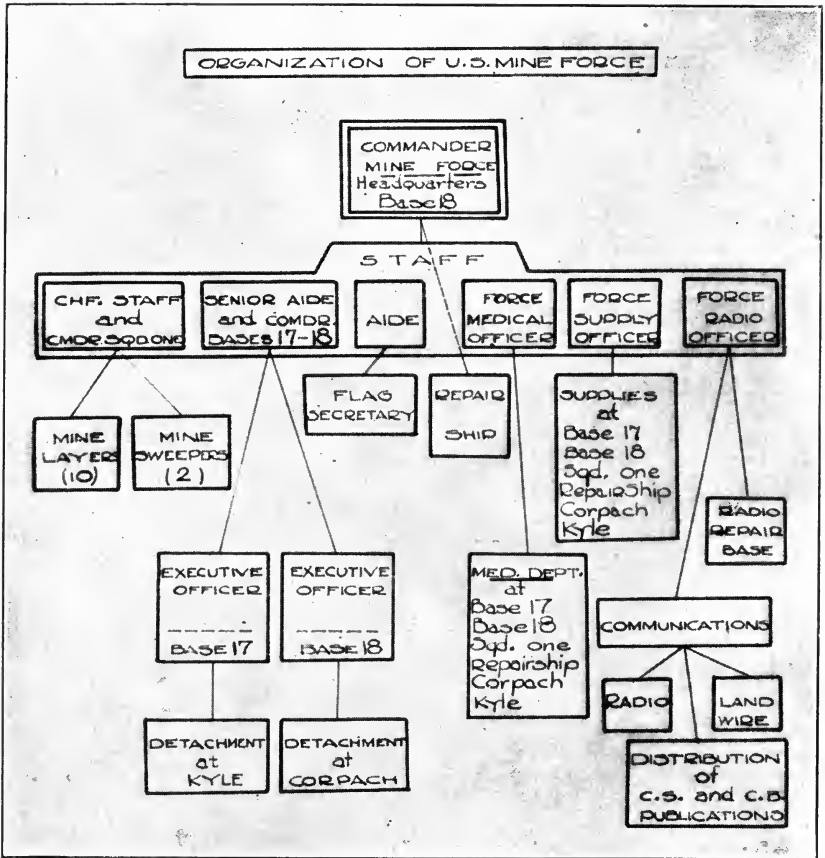 ORGANIZATION OF U.S. MINE FORCE
COMMANDER
MINE FORCE
Headquarters
Base 18
STAFF
CHF. STAFF
and
CMDR. SQD. ONE
SENIOR AIDE
and COMDR.
BASES 17-18
AIDE
FORCE
MEDICAL
OFFICER
FORCE
SUPPLY
OFFICER
FORCE
RADIO
OFFICER
MINE
LAYERS
(10)
MINE
SWEEPERS
(2)
FLAG
SECRETARY
REPAIR
SHIP
SUPPLIES
at
Base 17
Base 18
Sqd. One
RepairShip
Corpach
Kyle
RADIO
REPAIR
BASE
EXECUTIVE
OFFICER
BASE 17
EXECUTIVE
OFFICER
BASE 18
MED. DEPT.
at
Base 17
Base 18
Sqd. one
Repairship
Corpach
Kyle
COMMUNICATIONS
RADIO
LAND
WIRE
DETACHMENT
at
KYLE
DETACHMENT
at
CORPACH
DISTRIBUTION
of
C.S. and C.B.
PUBLICATIONS